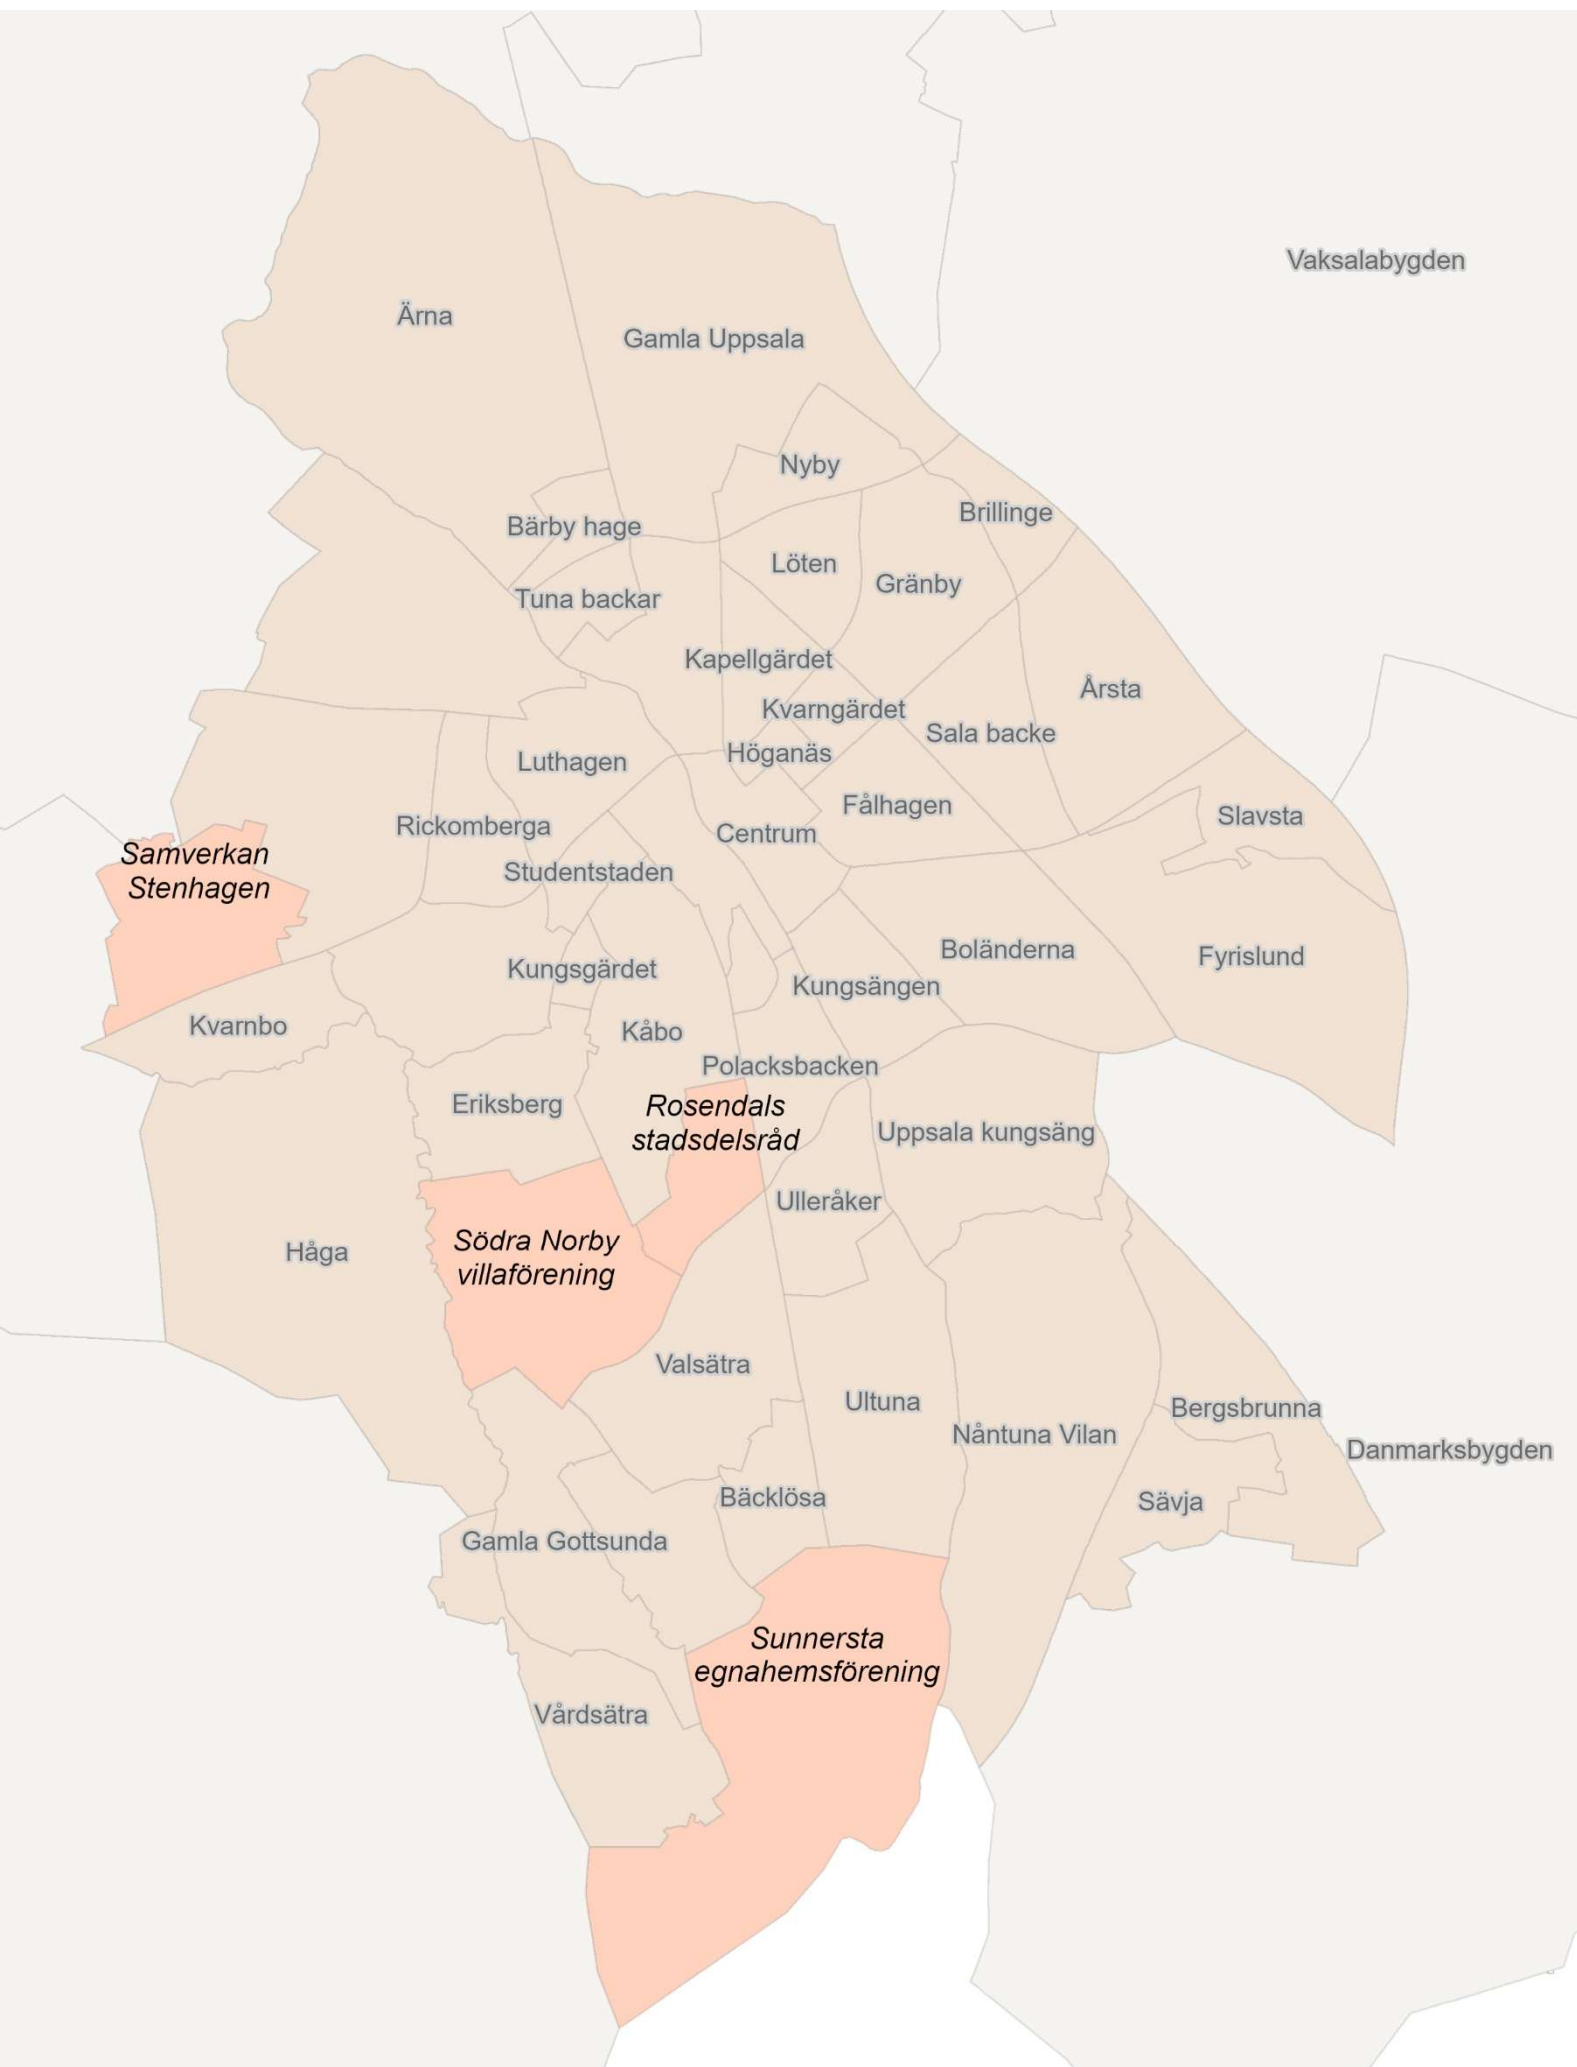 Vaksalabygden
Ärna
Gamla Uppsala
Nyby
Brillinge
Bärby hage
Löten
Gränby
Tuna backar
Kapellgärdet
Årsta
Kvarngärdet
Sala backe
Höganäs
Luthagen
Fålhagen
Slavsta
Rickomberga
Centrum
Samverkan
Stenhagen
Studentstaden
Boländerna
Fyrislund
Kungsgärdet
Kungsängen
Kvarnbo
Kåbo
Polacksbacken
Eriksberg
Rosendals
stadsdelsråd
Uppsala kungsäng
Ulleråker
Håga
Södra Norby
villaförening
Valsätra
Ultuna
Bergsbrunna
Nåntuna Vilan
Danmarksbygden
Bäcklösa
Sävja
Gamla Gottsunda
Sunnersta
egnahemsförening
Vårdsätra